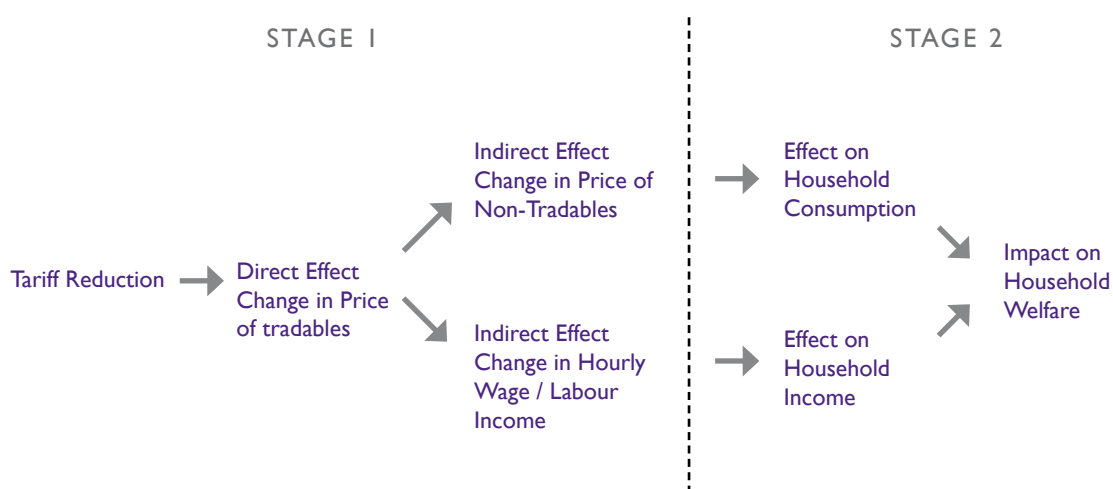 STAGE 1
STAGE 2
Tariff Reduction
Direct Effect
Change in Price
of tradables
Indirect Effect
Change in Price of
Non-Tradables
Indirect Effect
Change in Hourly
Wage / Labour
Income
Effect on
Household
Consumption
Effect on
Household
Income
Impact on
Household
Welfare